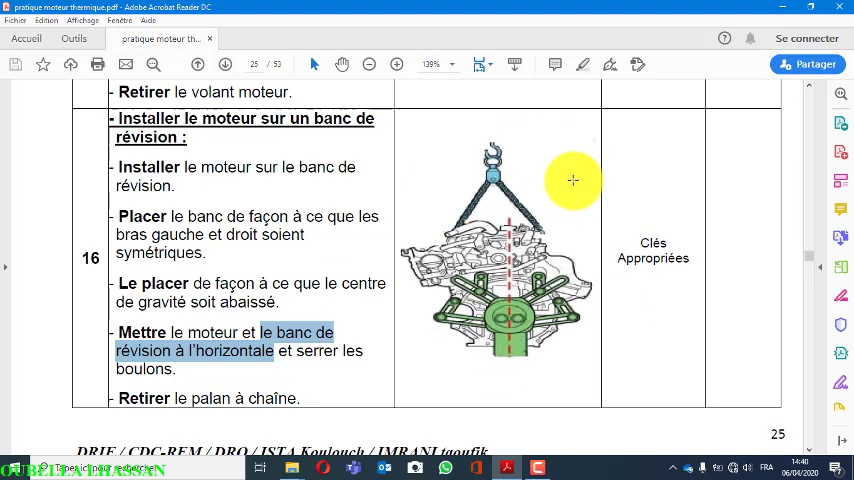 pratique moteur thermique.pdf - Adobe Acrobat Reader DC
Fichier Edition Affichage Fenêtre Aide
Accueil Outils pratique moteur ther... × Se connecter
25 / 53 139% Partager
- Retirer le volant moteur.
- Installer le moteur sur un banc de
révision :
- Installer le moteur sur le banc de
révision.
- Placer le banc de façon à ce que les
bras gauche et droit soient
symétriques.
- Le placer de façon à ce que le centre
de gravité soit abaissé.
- Mettre le moteur et le banc de
révision à l'horizontale et serrer les
boulons.
- Retirer le palan à chaîne.
16
Clés
Appropriées
25
DRIF / CDC-REM / DRO / ISTA Koulouch / IMRANI taoufik
OUBELLA LHASSAN
Tapez ici pour rechercher
FRA
14:40
06/04/2020